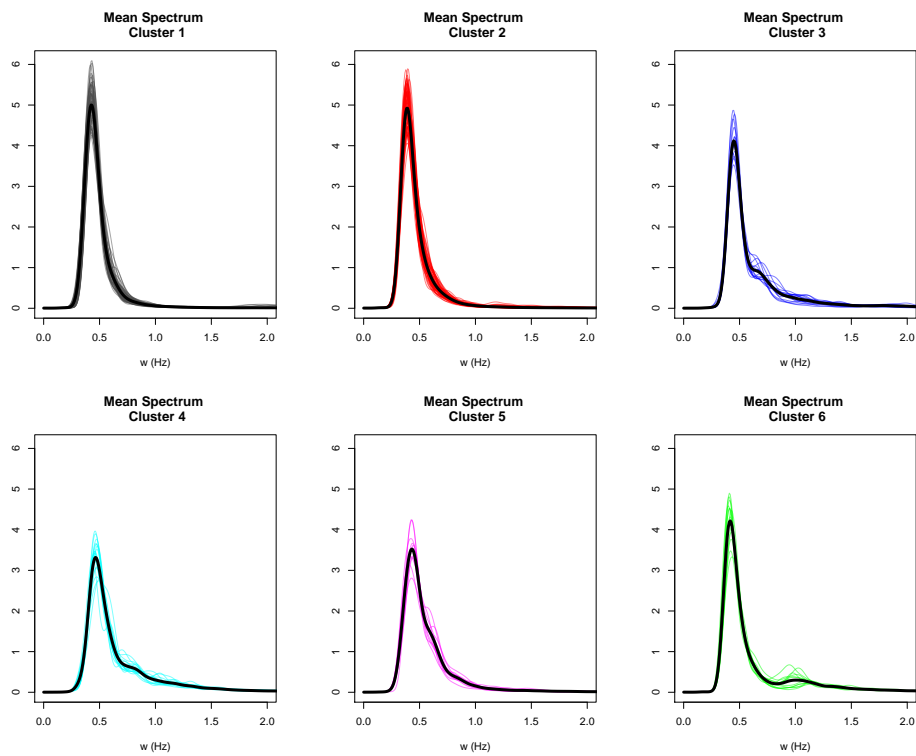 Mean Spectrum
Cluster 1
0 1 2 3 4 5 6
0.0 0.5 1.0 1.5 2.0
w (Hz)
Mean Spectrum
Cluster 2
0 1 2 3 4 5 6
0.0 0.5 1.0 1.5 2.0
w (Hz)
Mean Spectrum
Cluster 3
0 1 2 3 4 5 6
0.0 0.5 1.0 1.5 2.0
w (Hz)
Mean Spectrum
Cluster 4
0 1 2 3 4 5 6
0.0 0.5 1.0 1.5 2.0
w (Hz)
Mean Spectrum
Cluster 5
0 1 2 3 4 5 6
0.0 0.5 1.0 1.5 2.0
w (Hz)
Mean Spectrum
Cluster 6
0 1 2 3 4 5 6
0.0 0.5 1.0 1.5 2.0
w (Hz)